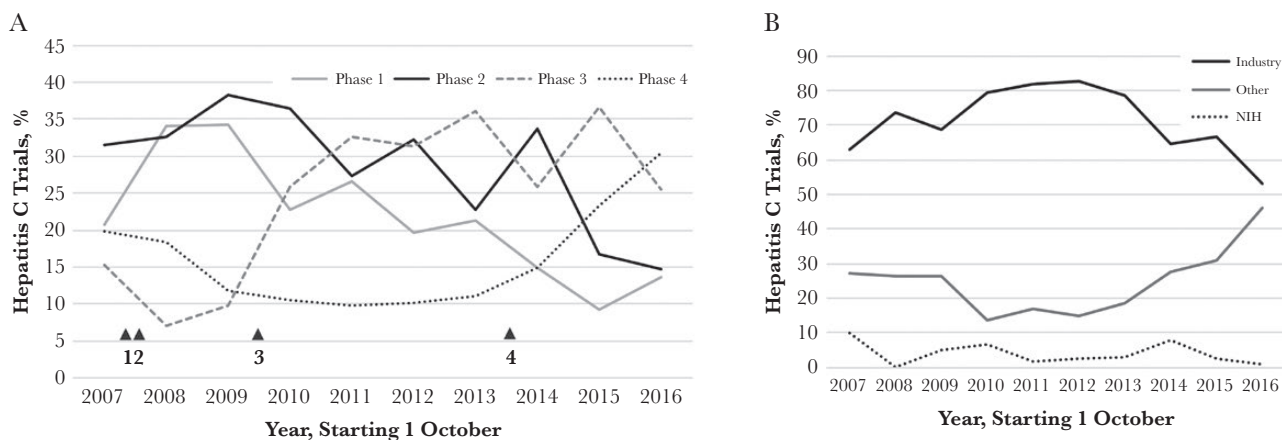 A
Hepatitis C Trials, %
45
40
35
30
25
20
15
10
5
0
Phase 1 Phase 2 Phase 3 Phase 4
12 3 4
2007 2008 2009 2010 2011 2012 2013 2014 2015 2016
Year, Starting 1 October
B
Hepatitis C Trials, %
90
80
70
60
50
40
30
20
10
0
Industry
Other
NIH
2007 2008 2009 2010 2011 2012 2013 2014 2015 2016
Year, Starting 1 October